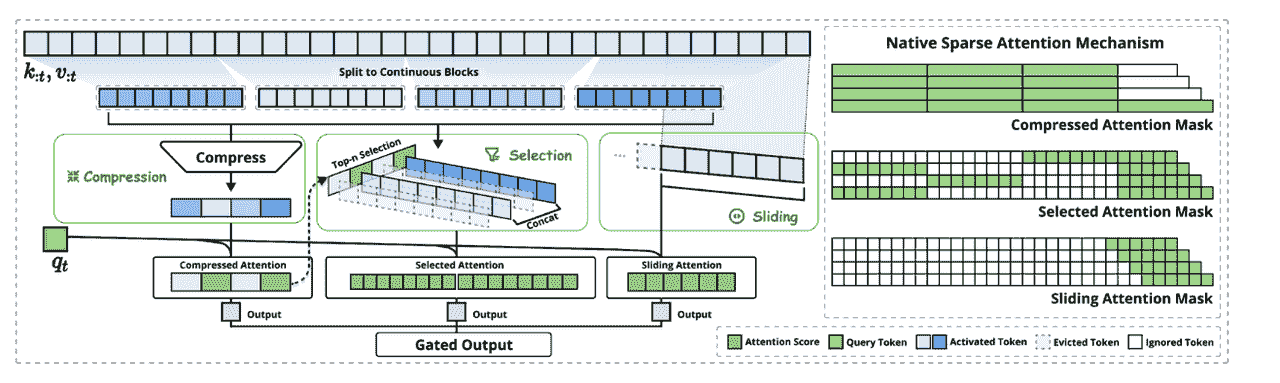 k:t, v:t
Split to Continuous Blocks
Compress
Compression
Top-n Selection
Selection
Concat
...
Sliding
qt
Compressed Attention
Selected Attention
Sliding Attention
Output
Output
Output
Gated Output
Native Sparse Attention Mechanism
Compressed Attention Mask
Selected Attention Mask
Sliding Attention Mask
Attention Score
Query Token
Activated Token
Evicted Token
Ignored Token